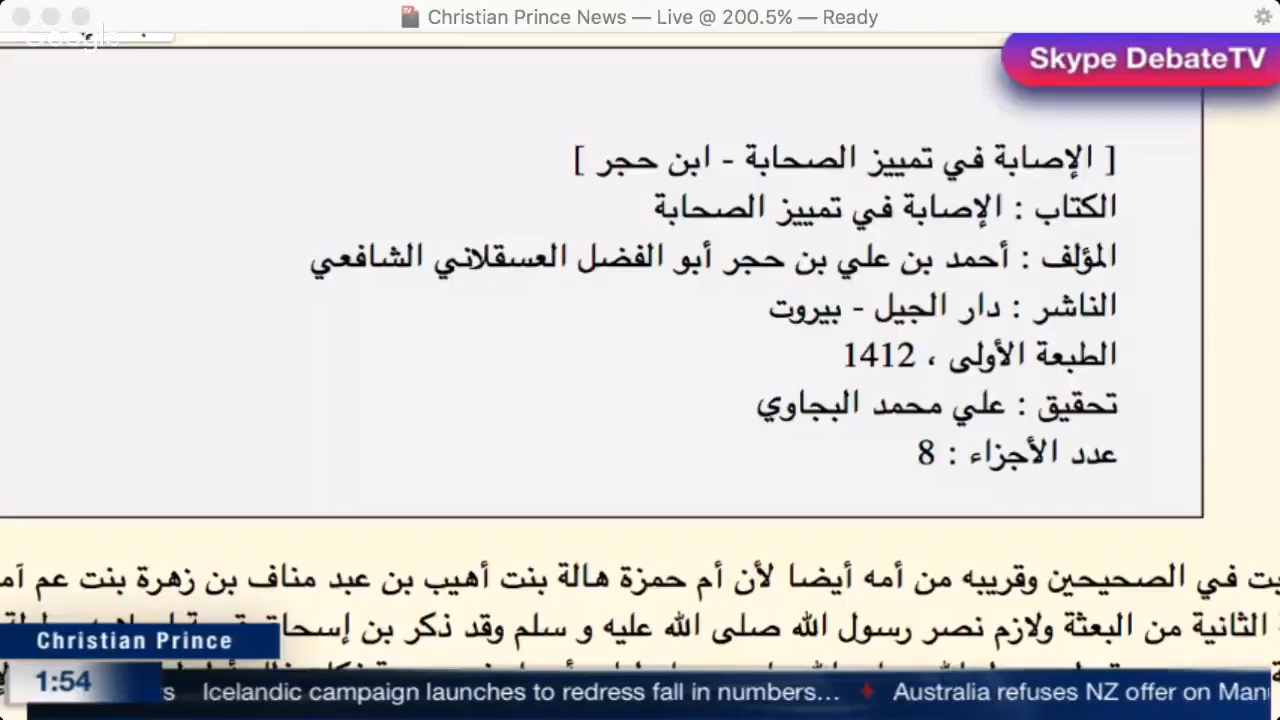 Christian Prince News — Live @ 200.5% — Ready
Google
Skype DebateTV
[ الإصابة في تمييز الصحابة - ابن حجر ]
الكتاب : الإصابة في تمييز الصحابة
المؤلف : أحمد بن علي بن حجر أبو الفضل العسقلاني الشافعي
الناشر : دار الجيل - بيروت
الطبعة الأولى ، 1412
تحقيق : علي محمد البجاوي
عدد الأجزاء : 8
في الصحيحين وقريبه من أمه أيضا لأن أم حمزة هالة بنت أهيب بن عبد مناف بن زهرة بنت عم
الثانية من البعثة ولازم نصر رسول الله صلى الله عليه و سلم وقد ذكر بن إسحاق
Christian Prince
1:54
Icelandic campaign launches to redress fall in numbers... Australia refuses NZ offer on